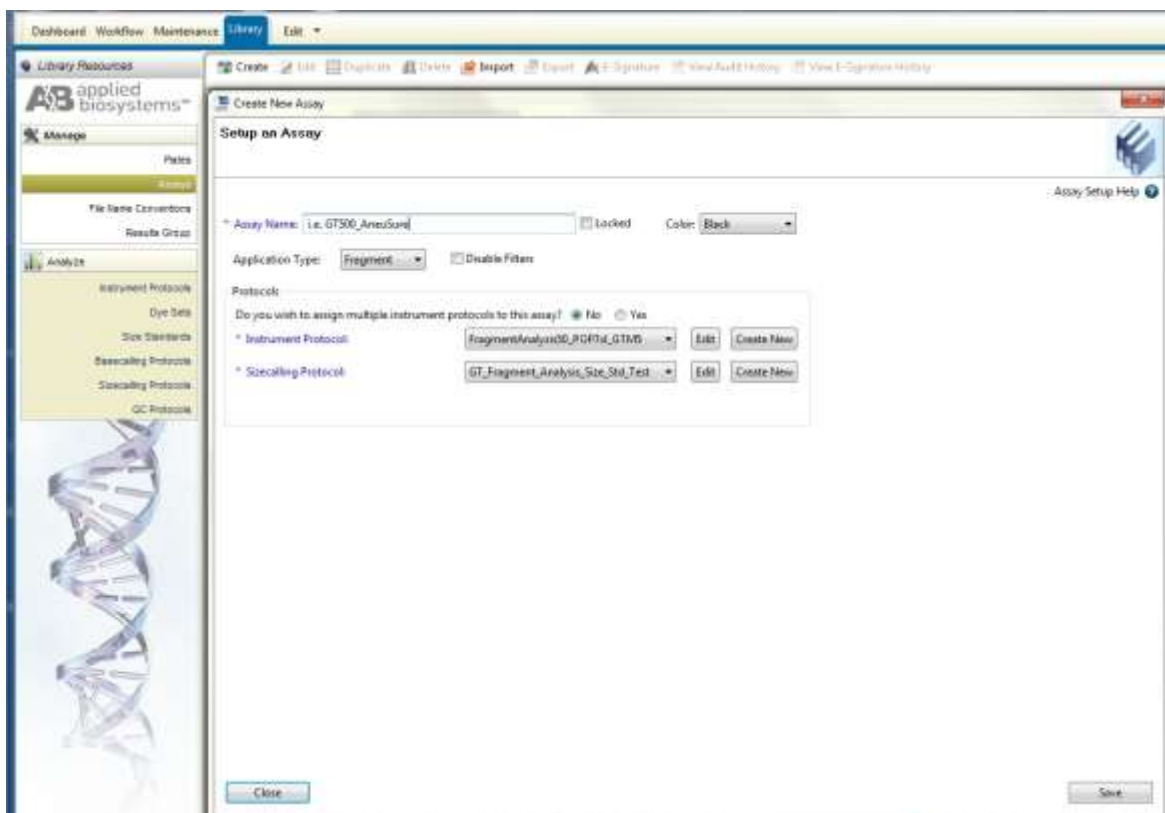 Dashboard Workflow Maintenance Library Edit
Library Resources
Create Edit Duplicate Delete Import Export E-Signature View Audit History View E-Signature History
AB applied biosystems™
Create New Assay
Manage
Setup an Assay
Plates
Assays
Assay Setup Help
File Name Conventions
* Assay Name: i.e. GT500_AneuSure Locked Color: Black
Results Group
Analyze
Application Type: Fragment Disable Filters
Instrument Protocols
Protocols
Dye Sets
Do you wish to assign multiple instrument protocols to this assay? No Yes
Size Standards
* Instrument Protocol: Edit Create New
Basecalling Protocols
* Sizecalling Protocol: GT_Fragment_Analysis_Size_Std_Test Edit Create New
Sizecalling Protocols
QC Protocols
Close Save